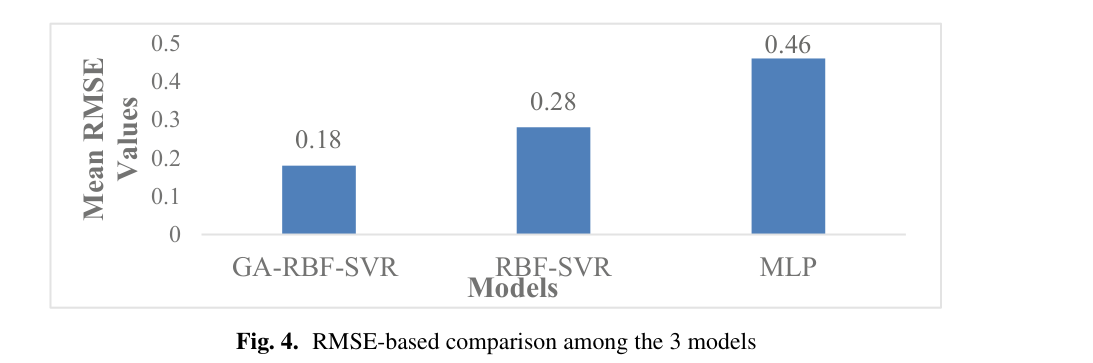 Mean RMSE
Values
0.5
0.4
0.3
0.2
0.1
0
0.18
0.28
0.46
GA-RBF-SVR RBF-SVR MLP
Models
Fig. 4. RMSE-based comparison among the 3 models